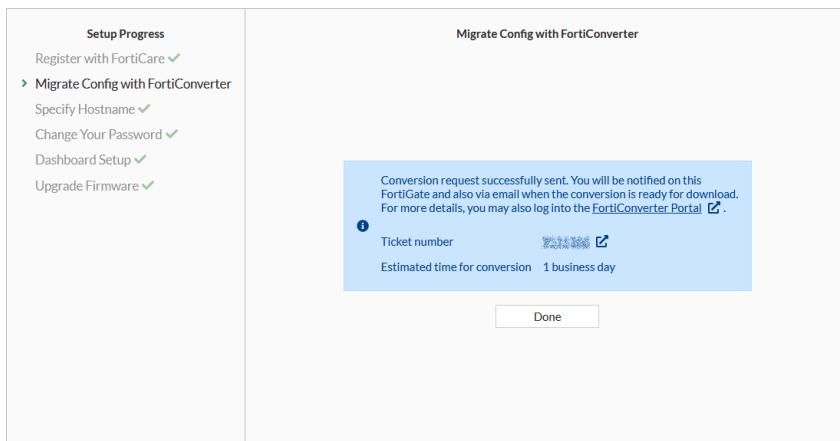 Setup Progress
Register with FortiCare
Migrate Config with FortiConverter
Specify Hostname
Change Your Password
Dashboard Setup
Upgrade Firmware
Migrate Config with FortiConverter
Conversion request successfully sent. You will be notified on this
FortiGate and also via email when the conversion is ready for download.
For more details, you may also log into the FortiConverter Portal .
Ticket number
Estimated time for conversion 1 business day
Done